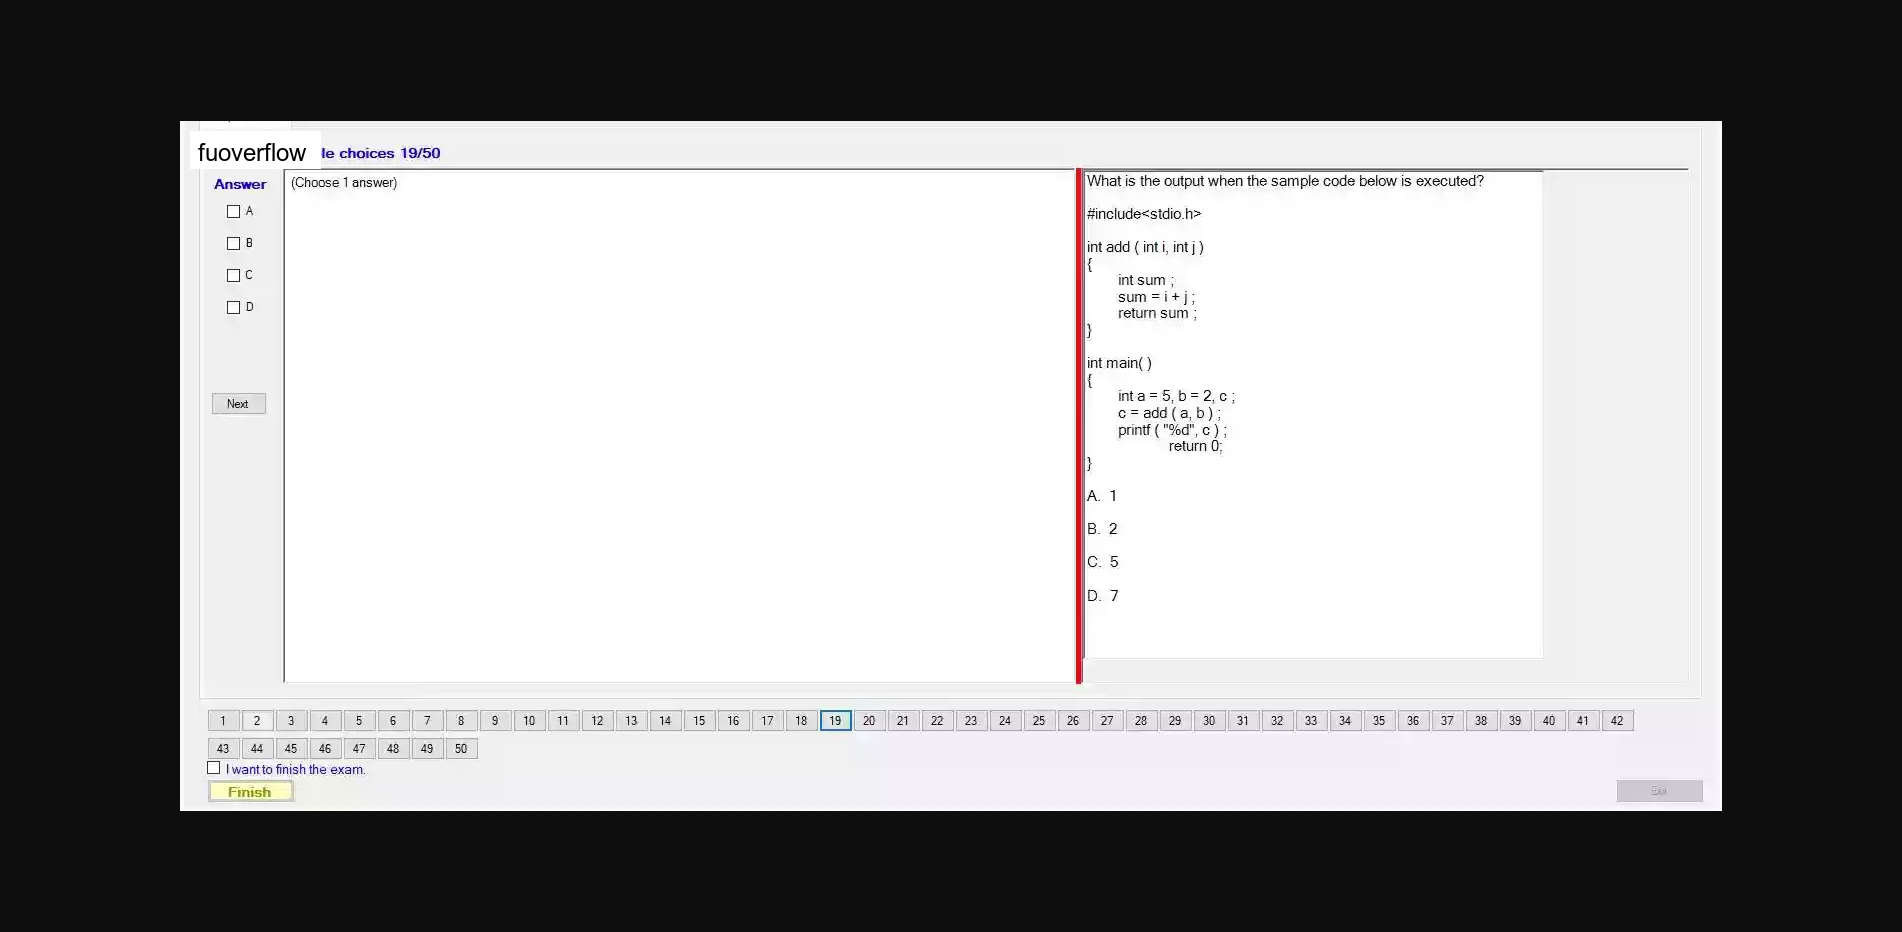 fuoverflow
le choices 19/50
Answer
(Choose 1 answer)
A
B
C
D
Next
What is the output when the sample code below is executed?
#include<stdio.h>
int add ( int i, int j )
{
int sum ;
sum = i + j ;
return sum ;
}
int main( )
{
int a = 5, b = 2, c ;
c = add ( a, b ) ;
printf ( "%d", c ) ;
return 0;
}
A. 1
B. 2
C. 5
D. 7
1 2 3 4 5 6 7 8 9 10 11 12 13 14 15 16 17 18 19 20 21 22 23 24 25 26 27 28 29 30 31 32 33 34 35 36 37 38 39 40 41 42
43 44 45 46 47 48 49 50
I want to finish the exam.
Finish